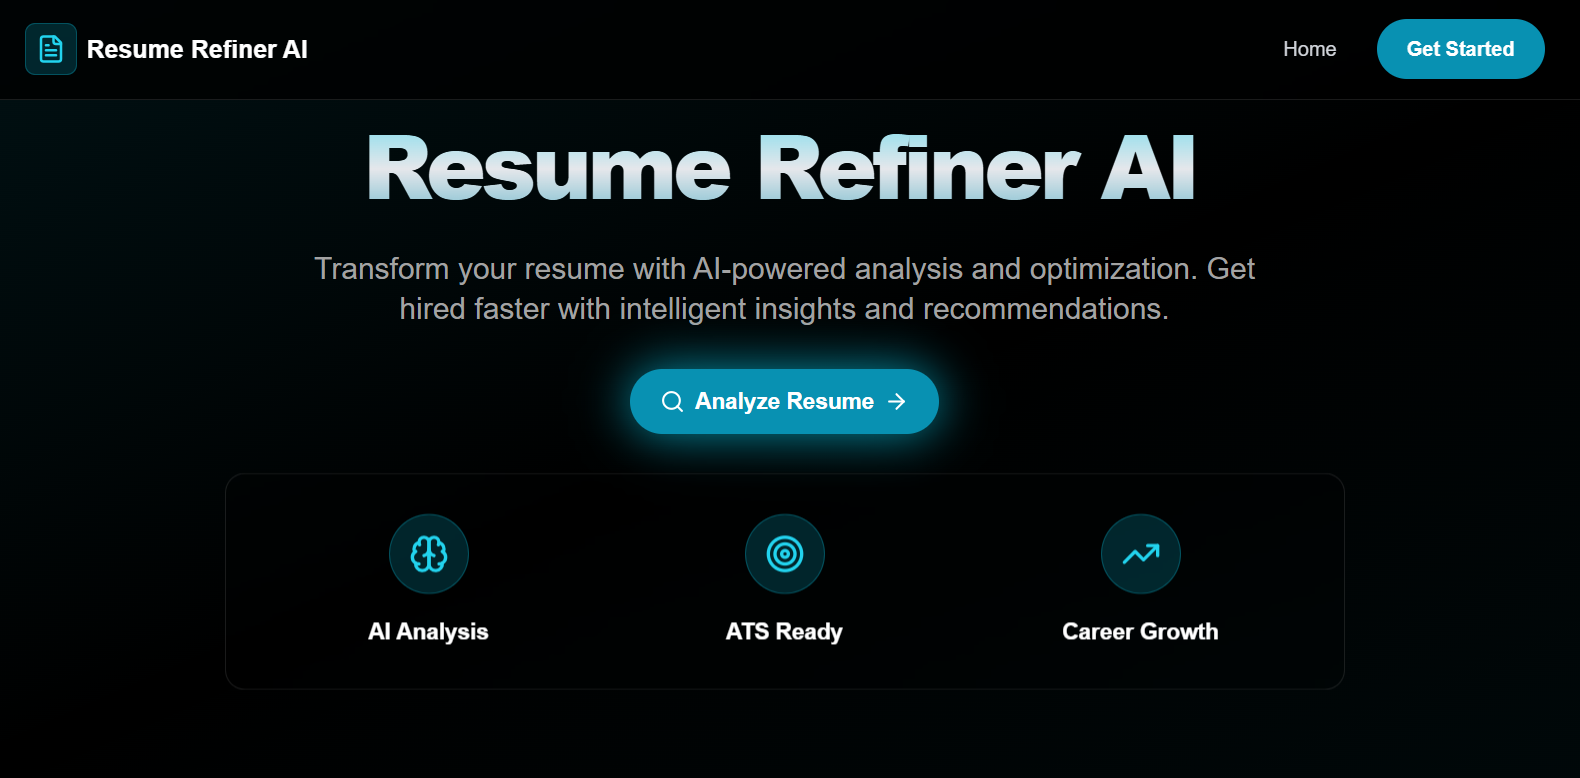 Resume Refiner AI
Home
Get Started
Resume Refiner AI
Transform your resume with AI-powered analysis and optimization. Get
hired faster with intelligent insights and recommendations.
Analyze Resume
AI Analysis
ATS Ready
Career Growth